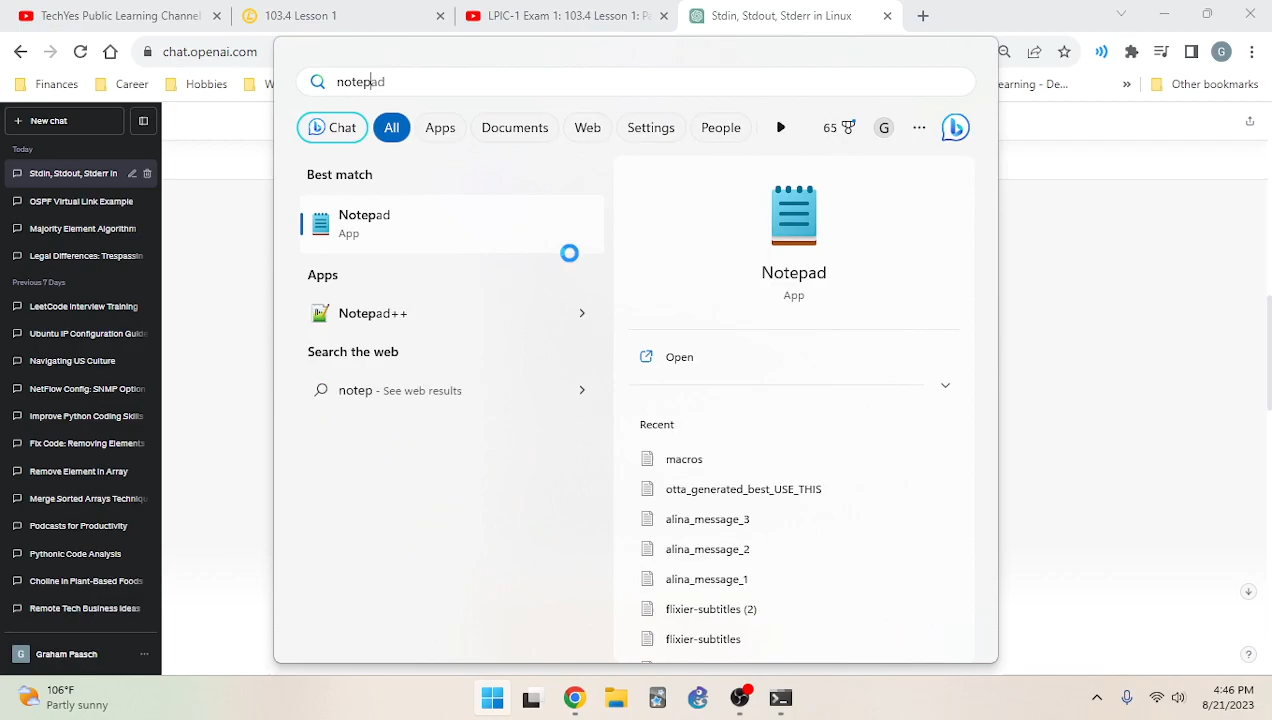 TechYes Public Learning Channel
103.4 Lesson 1
LPIC-1 Exam 1: 103.4 Lesson 1: Pa
Stdin, Stdout, Stderr in Linux
chat.openai.com
G
Finances
Career
Hobbies
W
earning - De
Other bookmarks
notepad
Chat
All
Apps
Documents
Web
Settings
People
65
G
New chat
Today
Stdin, Stdout, Stderr in
OSPF Virtual Link Example
Majority Element Algorithm
Legal Differences: Trespassin
Previous 7 Days
LeetCode Interview Training
Ubuntu IP Configuration Guide
Navigating US Culture
NetFlow Config: SNMP Option
Improve Python Coding Skills
Fix Code: Removing Elements
Remove Element in Array
Merge Sorted Arrays Techniqu
Podcasts for Productivity
Pythonic Code Analysis
Choline in Plant-Based Foods
Remote Tech Business Ideas
G
Graham Paasch
Best match
Notepad
App
Apps
Notepad++
Search the web
notep - See web results
Notepad
App
Open
Recent
macros
otta_generated_best_USE_THIS
alina_message_3
alina_message_2
alina_message_1
flixier-subtitles (2)
flixier-subtitles
?
106°F
Partly sunny
4:46 PM
8/21/2023